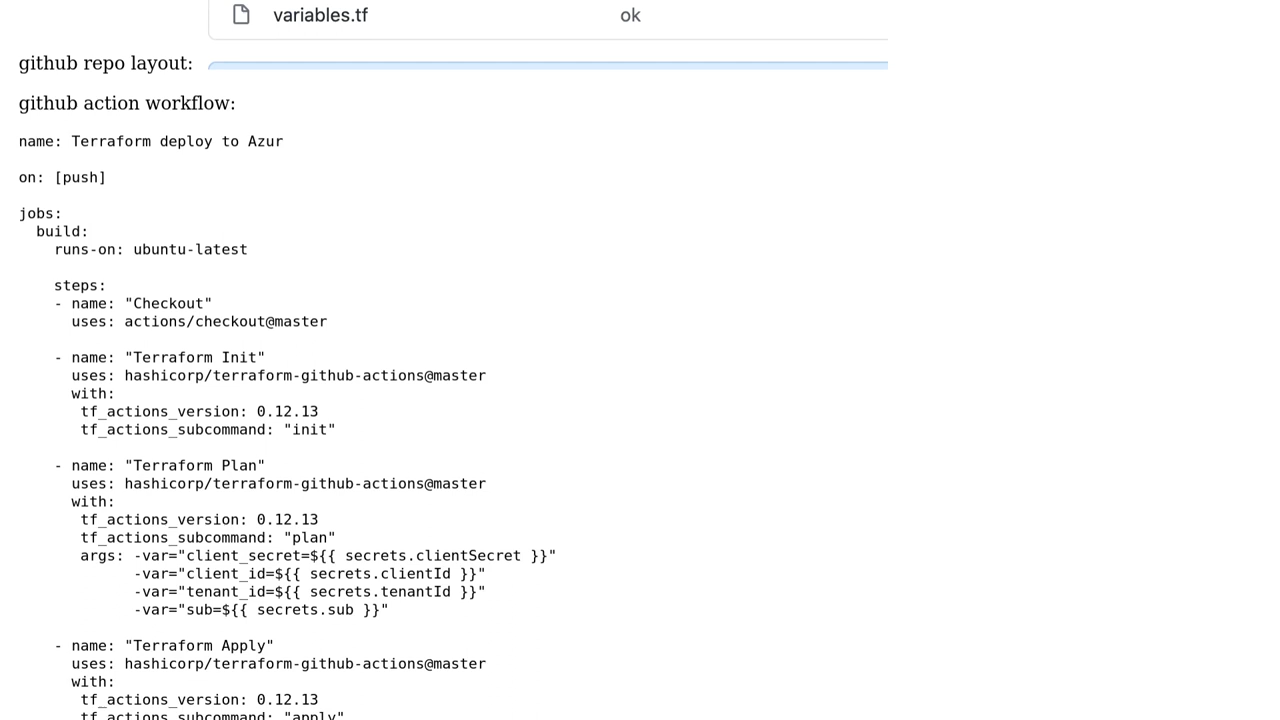 variables.tf ok
github repo layout:
github action workflow:
name: Terraform deploy to Azur
on: [push]
jobs:
  build:
    runs-on: ubuntu-latest
    steps:
    - name: "Checkout"
      uses: actions/checkout@master
    - name: "Terraform Init"
      uses: hashicorp/terraform-github-actions@master
      with:
       tf_actions_version: 0.12.13
       tf_actions_subcommand: "init"
    - name: "Terraform Plan"
      uses: hashicorp/terraform-github-actions@master
      with:
       tf_actions_version: 0.12.13
       tf_actions_subcommand: "plan"
       args: -var="client_secret=${{ secrets.clientSecret }}"
             -var="client_id=${{ secrets.clientId }}"
             -var="tenant_id=${{ secrets.tenantId }}"
             -var="sub=${{ secrets.sub }}"
    - name: "Terraform Apply"
      uses: hashicorp/terraform-github-actions@master
      with:
       tf_actions_version: 0.12.13
       tf_actions_subcommand: "apply"